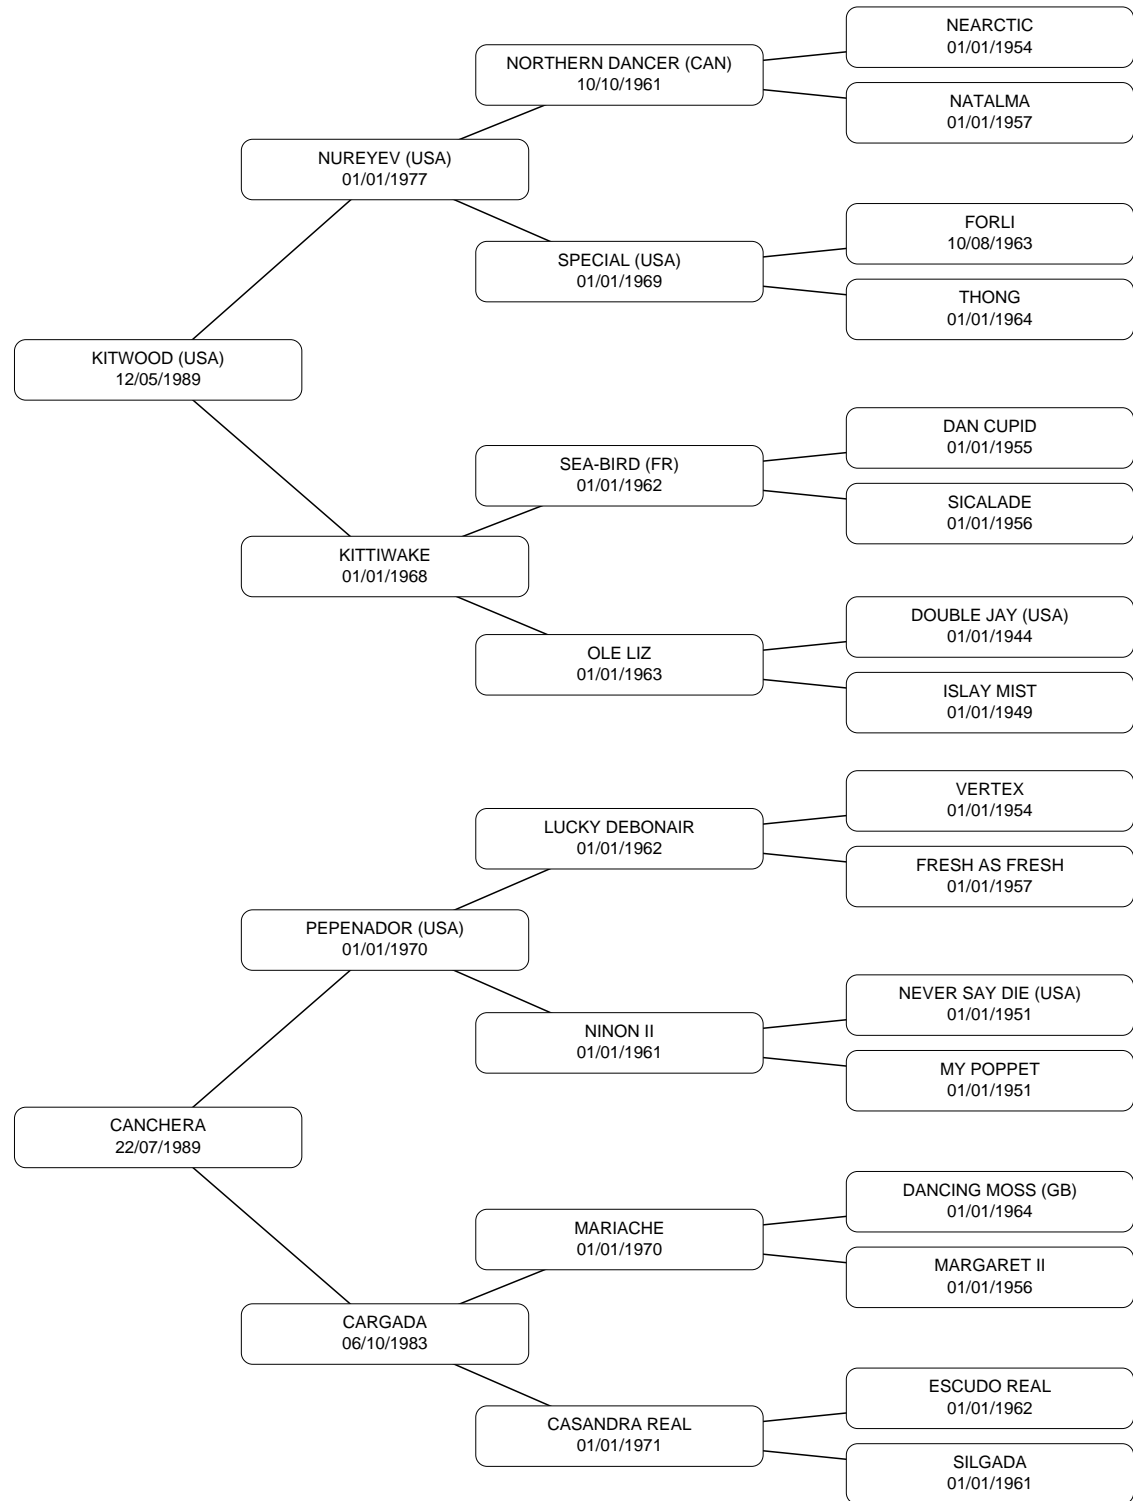 NEARCTIC
01/01/1954
NORTHERN DANCER (CAN)
10/10/1961
NATALMA
01/01/1957
NUREYEV (USA)
01/01/1977
FORLI
10/08/1963
SPECIAL (USA)
01/01/1969
THONG
01/01/1964
KITWOOD (USA)
12/05/1989
DAN CUPID
01/01/1955
SEA-BIRD (FR)
01/01/1962
SICALADE
01/01/1956
KITTIWAKE
01/01/1968
DOUBLE JAY (USA)
01/01/1944
OLE LIZ
01/01/1963
ISLAY MIST
01/01/1949
VERTEX
01/01/1954
LUCKY DEBONAIR
01/01/1962
FRESH AS FRESH
01/01/1957
PEPENADOR (USA)
01/01/1970
NEVER SAY DIE (USA)
01/01/1951
NINON II
01/01/1961
MY POPPET
01/01/1951
CANCHERA
22/07/1989
DANCING MOSS (GB)
01/01/1964
MARIACHE
01/01/1970
MARGARET II
01/01/1956
CARGADA
06/10/1983
ESCUDO REAL
01/01/1962
CASANDRA REAL
01/01/1971
SILGADA
01/01/1961